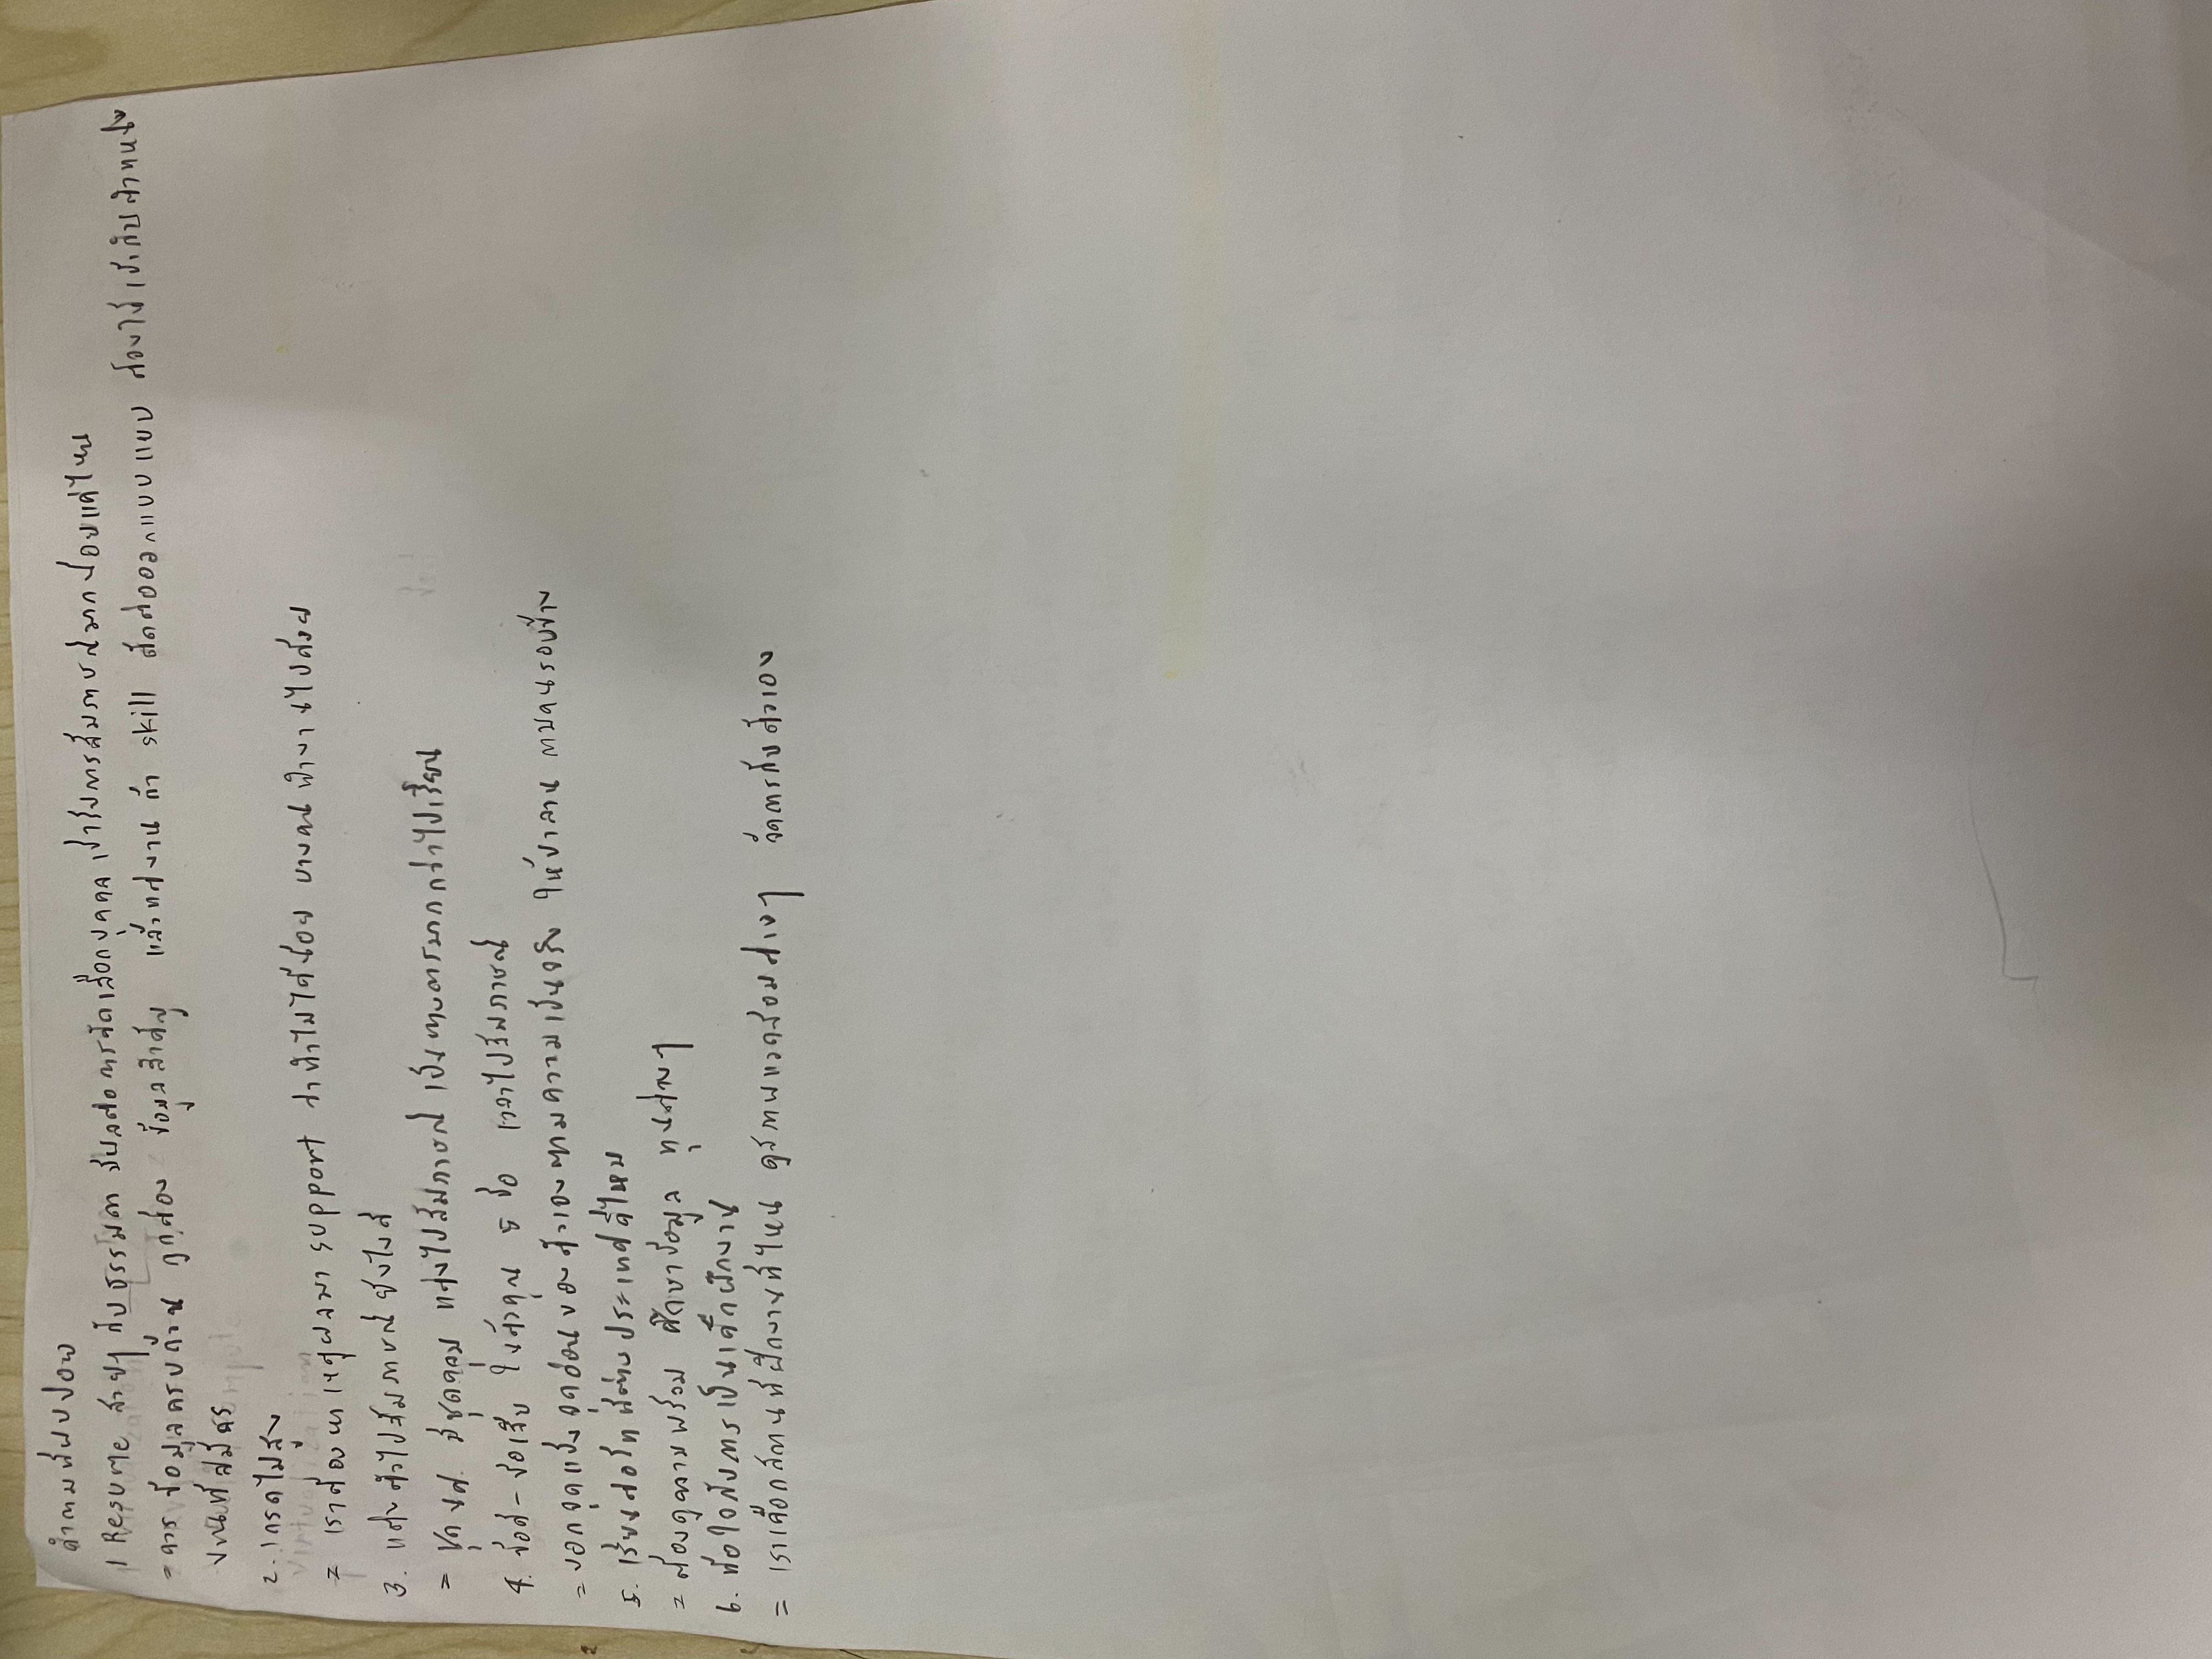 คำถามที่พบบ่อย
1 Resume สวยๆ กับธรรมดา มีผลต่อการคัดเลือกบุคคล เข้ารับการสัมภาษณ์มากน้อยแค่ไหน
= ควร ข้อมูลครบถ้วน ถูกต้อง ข้อมูลสำคัญ แล้วแต่งาน ถ้า skill ตัดต่อออกแบบแบบ ต้องให้เข้ากับตำแหน่ง
งานที่สมัคร
2. เกรดไม่สูง
= เราต้องหาเหตุผลมา support ว่าทำไมได้น้อย บางคนทำงานไปด้วย
3. แต่งตัวไปสัมภาษณ์ยังไงดี
= ชุด นศ. มีชุดคลุม แต่งไปสัมภาษณ์ เป็นทางการมากกว่าไปเรียน
4. ข้อดี - ข้อเสีย ในตัวคุณ 5 ข้อ เวลาไปสัมภาษณ์
= บอกจุดแข็ง จุดอ่อนของตัวเองตามความเป็นจริง ถามคนรอบข้าง
5. เรียนต่อโท ที่ต่างประเทศดีไหม
= ต้องดูความพร้อม ศึกษาข้อมูล ทุนต่างๆ
6. ท้อใจกับการเป็นเด็กฝึกงาน
= เราเลือกสถานที่ฝึกงานที่ไหน ดูสภาพแวดล้อมต่างๆ จัดการกับตัวเอง